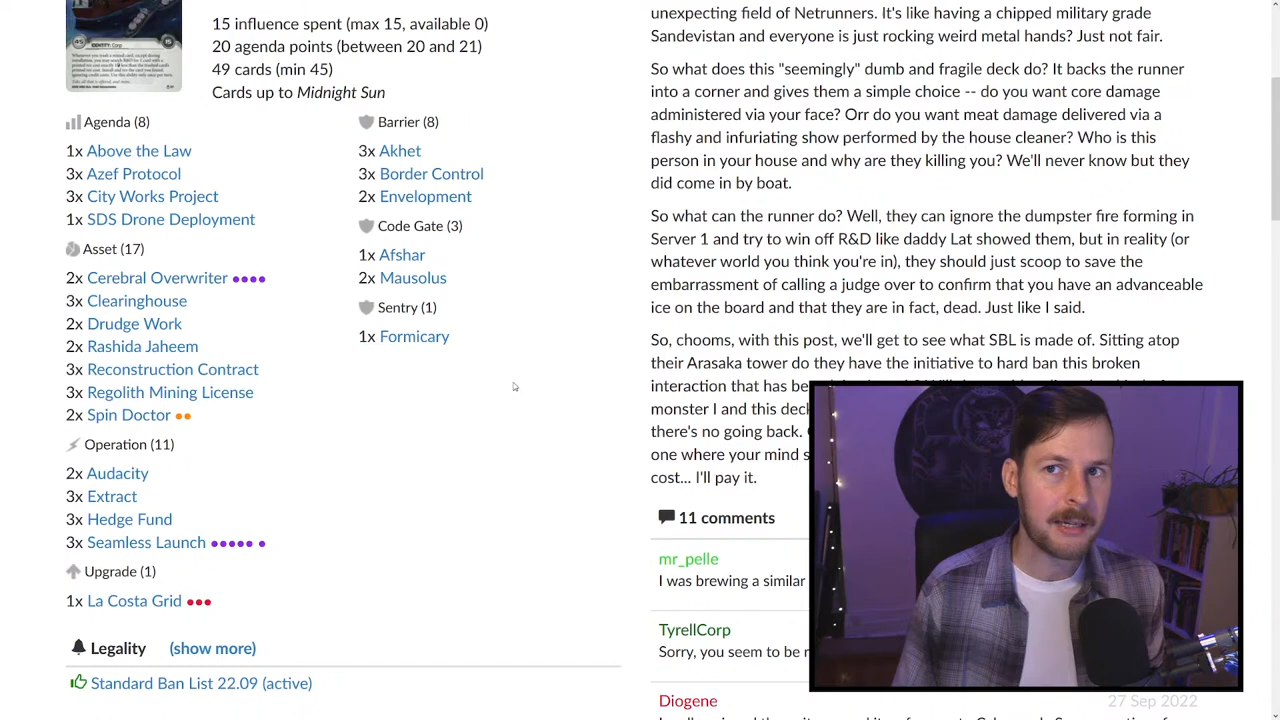 15 influence spent (max 15, available 0)
20 agenda points (between 20 and 21)
49 cards (min 45)
Cards up to Midnight Sun
Agenda (8)
1x Above the Law
3x Azef Protocol
3x City Works Project
1x SDS Drone Deployment
Asset (17)
2x Cerebral Overwriter
3x Clearinghouse
2x Drudge Work
2x Rashida Jaheem
3x Reconstruction Contract
3x Regolith Mining License
2x Spin Doctor
Operation (11)
2x Audacity
3x Extract
3x Hedge Fund
3x Seamless Launch
Upgrade (1)
1x La Costa Grid
Barrier (8)
3x Akhet
3x Border Control
2x Envelopment
Code Gate (3)
1x Afshar
2x Mausolus
Sentry (1)
1x Formicary
Legality (show more)
Standard Ban List 22.09 (active)
unexpecting field of Netrunners. It's like having a chipped military grade
Sandevistan and everyone is just rocking weird metal hands? Just not fair.
So what does this *seemingly* dumb and fragile deck do? It backs the runner
into a corner and gives them a simple choice -- do you want core damage
administered via your face? Orr do you want meat damage delivered via a
flashy and infuriating show performed by the house cleaner? Who is this
person in your house and why are they killing you? We'll never know but they
did come in by boat.
So what can the runner do? Well, they can ignore the dumpster fire forming in
Server 1 and try to win off R&D like daddy Lat showed them, but in reality (or
whatever world you think you're in), they should just scoop to save the
embarrassment of calling a judge over to confirm that you have an advanceable
ice on the board and that they are in fact, dead. Just like I said.
So, chooms, with this post, we'll get to see what SBL is made of. Sitting atop
their Arasaka tower do they have the initiative to hard ban this broken
interaction that has be
monster I and this deck
there's no going back.
one where your mind s
cost... I'll pay it.
11 comments
mr_pelle
I was brewing a similar
TyrellCorp
Sorry, you seem to be r
Diogene
27 Sep 2022